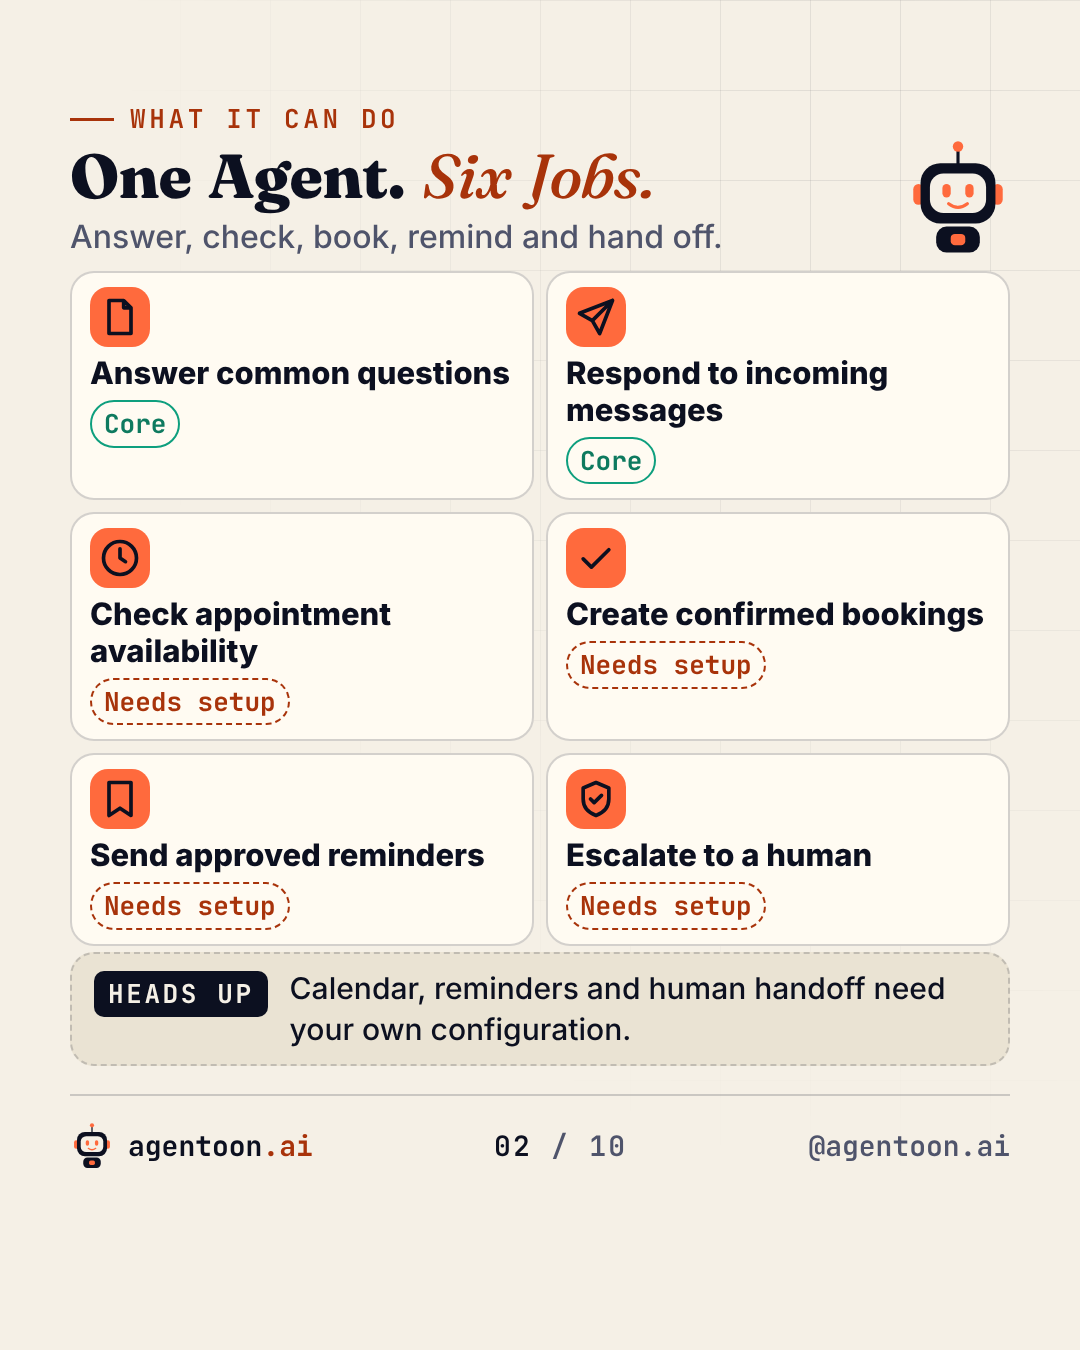 WHAT IT CAN DO
One Agent. Six Jobs.
Answer, check, book, remind and hand off.
Answer common questions
Core
Respond to incoming
messages
Core
Check appointment
availability
Needs setup
Create confirmed bookings
Needs setup
Send approved reminders
Needs setup
Escalate to a human
Needs setup
HEADS UP
Calendar, reminders and human handoff need
your own configuration.
agentoon.ai
02 / 10
@agentoon.ai